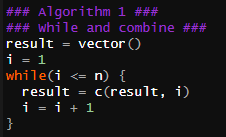 ### Algorithm 1 ###
### While and combine ###
result = vector()
i = 1
while(i <= n) {
  result = c(result, i)
  i = i + 1
}